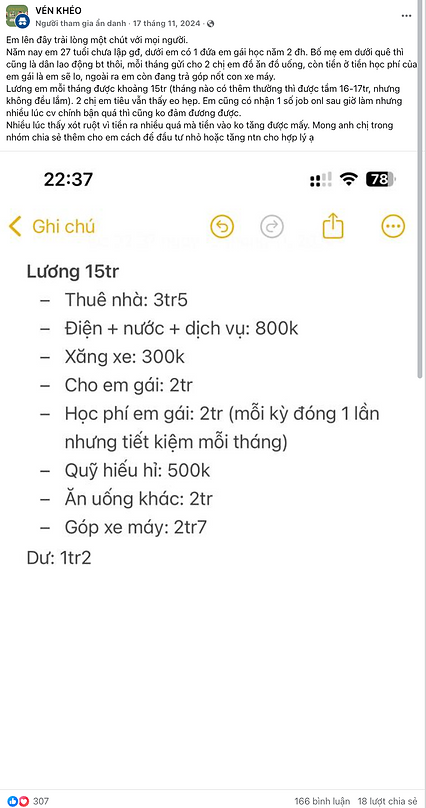 VÉN KHÉO
Người tham gia ẩn danh · 17 tháng 11, 2024 ·
Em lên đây trải lòng một chút với mọi người.
Năm nay em 27 tuổi chưa lập gđ, dưới em có 1 đứa em gái học năm 2 đh. Bố mẹ em dưới quê thì
cũng là dân lao động bt thôi, mỗi tháng gửi cho 2 chị em đồ ăn đồ uống, còn tiền ở tiền học phí của
em gái là em sẽ lo, ngoài ra em còn đang trả góp nốt con xe máy.
Lương em mỗi tháng được khoảng 15tr (tháng nào có thêm thưởng thì được tầm 16-17tr, nhưng
không đều lắm). 2 chị em tiêu vẫn thấy eo hẹp. Em cũng có nhận 1 số job onl sau giờ làm nhưng
nhiều lúc cv chính bận quá thì cũng ko đảm đương được.
Nhiều lúc thấy xót ruột vì tiền ra nhiều quá mà tiền vào ko tăng được mấy. Mong anh chị trong
nhóm chia sẻ thêm cho em cách để đầu tư nhỏ hoặc tăng ntn cho hợp lý ạ
22:37
78
Ghi chú
Lương 15tr
– Thuê nhà: 3tr5
– Điện + nước + dịch vụ: 800k
– Xăng xe: 300k
– Cho em gái: 2tr
– Học phí em gái: 2tr (mỗi kỳ đóng 1 lần
nhưng tiết kiệm mỗi tháng)
– Quỹ hiếu hỉ: 500k
– Ăn uống khác: 2tr
– Góp xe máy: 2tr7
Dư: 1tr2
307
166 bình luận 18 lượt chia sẻ